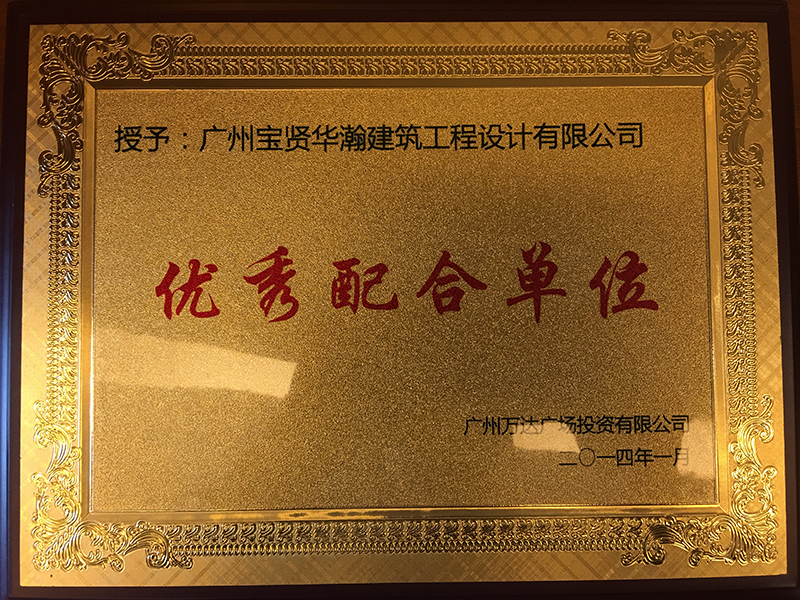 授予：广州宝贤华瀚建筑工程设计有限公司
优秀配合单位
广州万达广场投资有限公司
二〇一四年一月